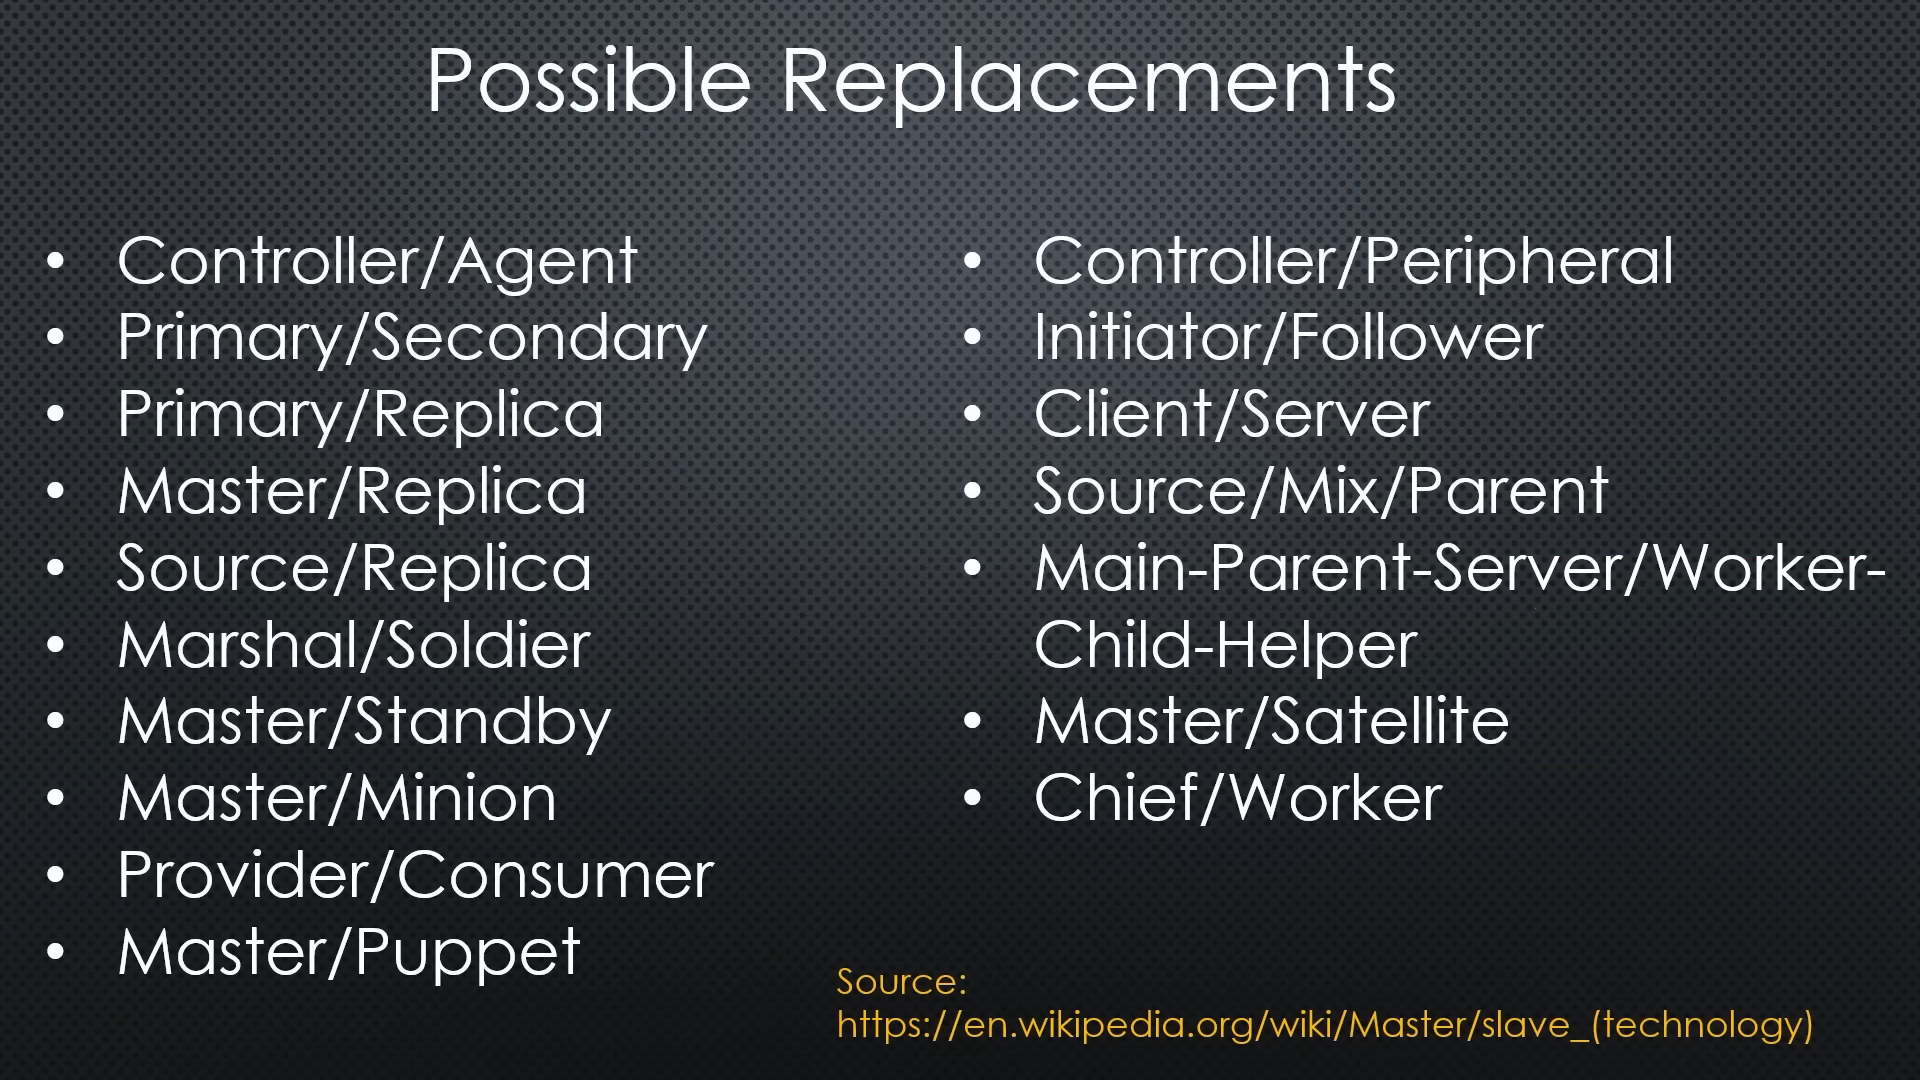 Possible Replacements
• Controller/Agent
• Primary/Secondary
• Primary/Replica
• Master/Replica
• Source/Replica
• Marshal/Soldier
• Master/Standby
• Master/Minion
• Provider/Consumer
• Master/Puppet
• Controller/Peripheral
• Initiator/Follower
• Client/Server
• Source/Mix/Parent
• Main-Parent-Server/Worker-
Child-Helper
• Master/Satellite
• Chief/Worker
Source:
https://en.wikipedia.org/wiki/Master/slave_(technology)